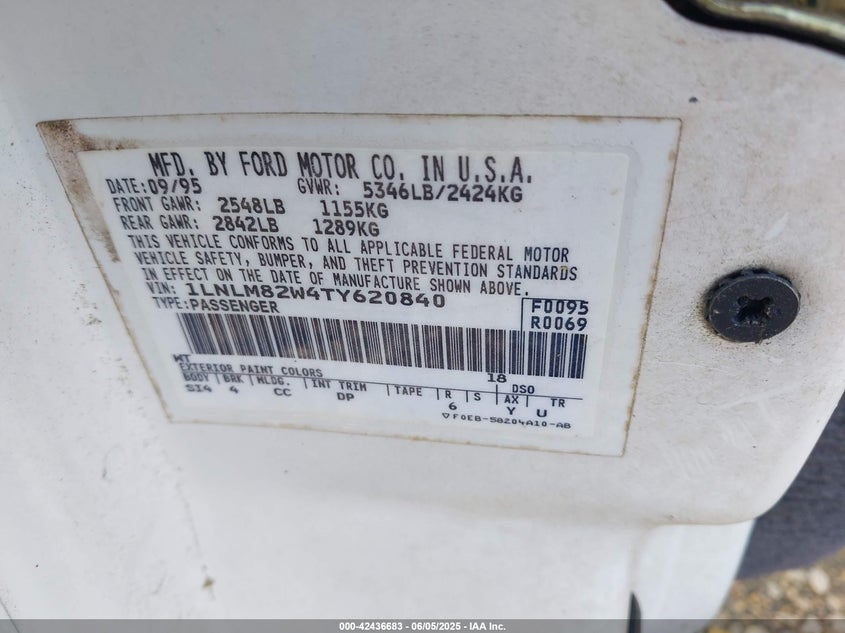 MFD. BY FORD MOTOR CO. IN U.S.A.
DATE: 09/95 GVWR: 5346LB/2424KG
FRONT GAWR: 2548LB 1155KG
REAR GAWR: 2842LB 1289KG
THIS VEHICLE CONFORMS TO ALL APPLICABLE FEDERAL MOTOR
VEHICLE SAFETY, BUMPER, AND THEFT PREVENTION STANDARDS
IN EFFECT ON THE DATE OF MANUFACTURE SHOWN ABOVE.
VIN: 1LNLM82W4TY620840
TYPE: PASSENGER
F0095
R0069
WT
EXTERIOR PAINT COLORS 18 DSO
BODY BRK MLDG. INT TRIM TAPE R S AX TR
SI4 4 CC DP 6 Y U
▽ F0EB-58204A10-AB
000-42436683 - 06/05/2025 - IAA Inc.